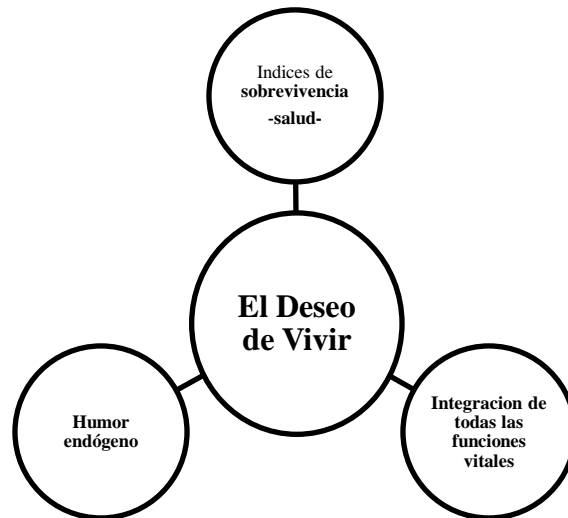 Indices de
sobrevivencia
-salud-
El Deseo
de Vivir
Humor
endógeno
Integracion de
todas las
funciones
vitales